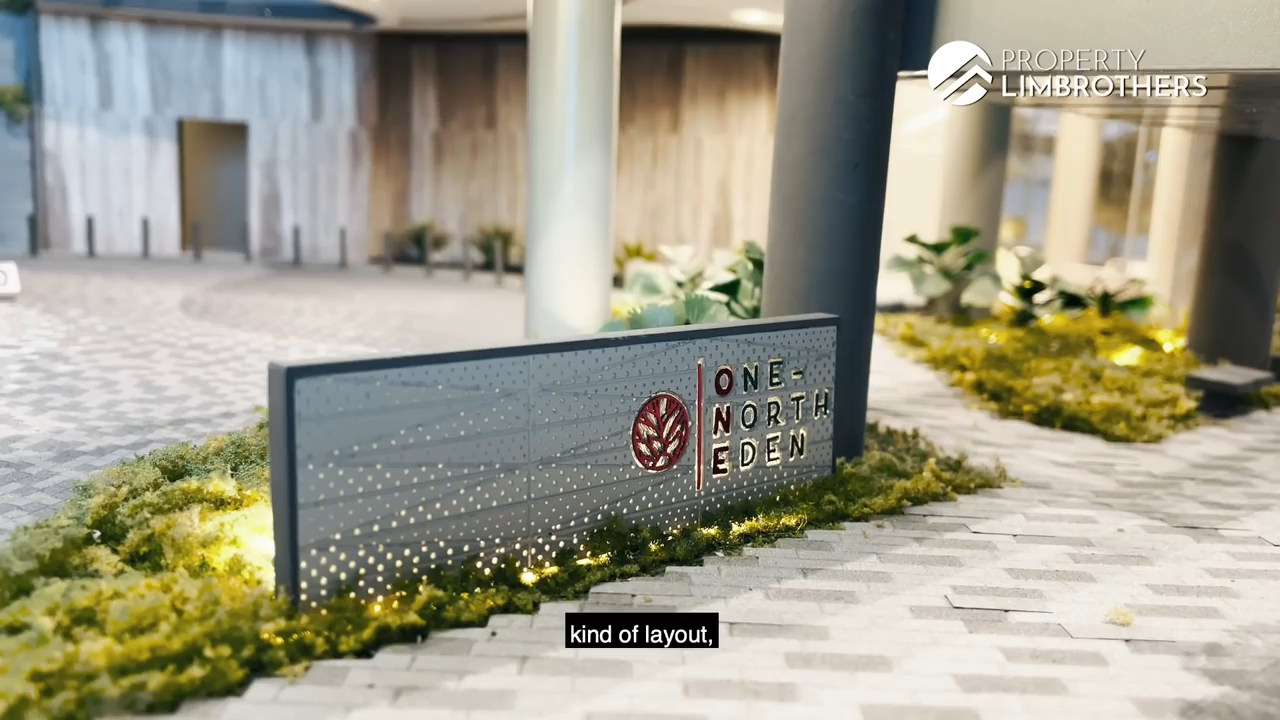 PROPERTY
LIMBROTHERS
ONE-
NORTH
EDEN
kind of layout,